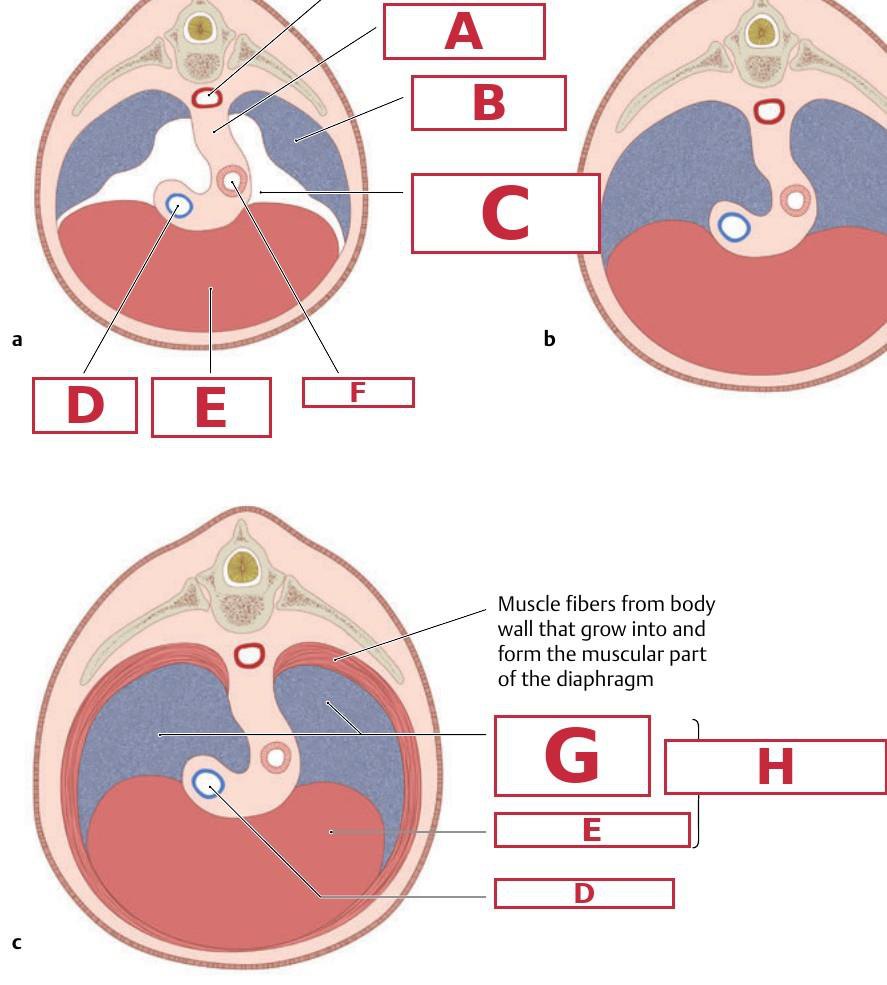 A
B
C
a
b
D
E
F
Muscle fibers from body
wall that grow into and
form the muscular part
of the diaphragm
G
H
E
D
c